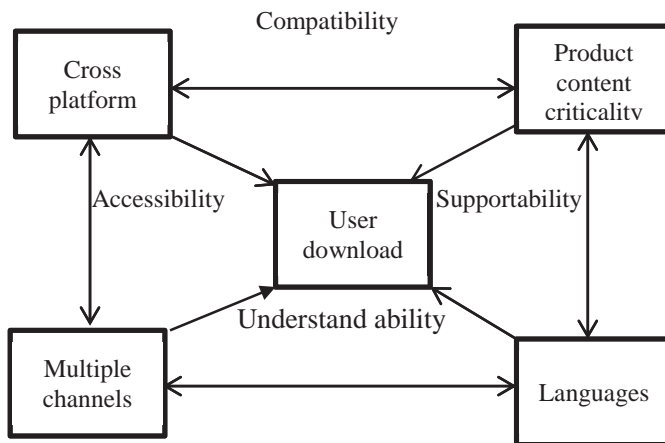 Compatibility
Cross
platform
Product
content
criticality
Accessibility
Supportability
User
download
Understand ability
Multiple
channels
Languages